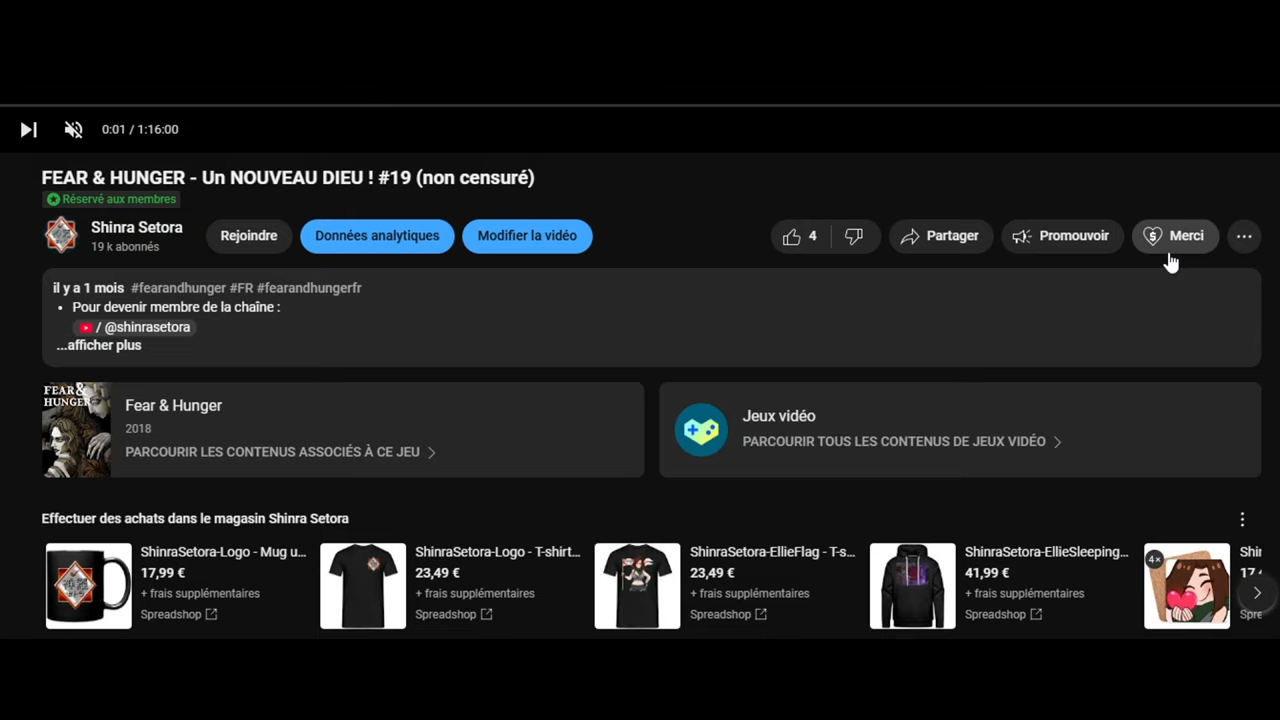 0:01 / 1:16:00
FEAR & HUNGER - Un NOUVEAU DIEU ! #19 (non censuré)
Réservé aux membres
Shinra Setora
19 k abonnés
Rejoindre
Données analytiques
Modifier la vidéo
4
Partager
Promouvoir
Merci
il y a 1 mois #fearandhunger #FR #fearandhungerfr
• Pour devenir membre de la chaîne :
/ @shinrasetora
...afficher plus
FEAR &
HUNGER
Fear & Hunger
2018
PARCOURIR LES CONTENUS ASSOCIÉS À CE JEU
Jeux vidéo
PARCOURIR TOUS LES CONTENUS DE JEUX VIDÉO
Effectuer des achats dans le magasin Shinra Setora
ShinraSetora-Logo - Mug u...
17,99 €
+ frais supplémentaires
Spreadshop
ShinraSetora-Logo - T-shirt...
23,49 €
+ frais supplémentaires
Spreadshop
ShinraSetora-EllieFlag - T-s...
23,49 €
+ frais supplémentaires
Spreadshop
ShinraSetora-EllieSleeping...
41,99 €
+ frais supplémentaires
Spreadshop
4×
Shin
17,
+ fra
Spre